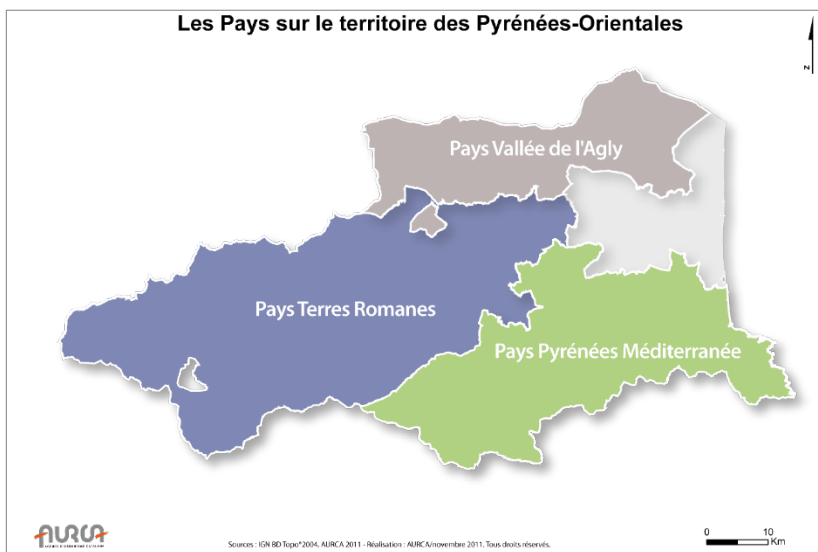 Les Pays sur le territoire des Pyrénées-Orientales
N
Pays Vallée de l'Agly
Pays Terres Romanes
Pays Pyrénées Méditerranée
AURCA
Sources : IGN BD Topo®2004, AURCA 2011 - Réalisation : AURCA/novembre 2011. Tous droits réservés.
0 10
Km